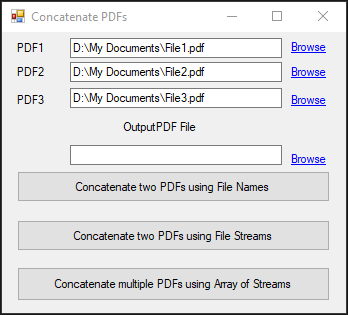 Concatenate PDFs
PDF1 D:\My Documents\File1.pdf Browse
PDF2 D:\My Documents\File2.pdf Browse
PDF3 D:\My Documents\File3.pdf Browse
OutputPDF File
Browse
Concatenate two PDFs using File Names
Concatenate two PDFs using File Streams
Concatenate multiple PDFs using Array of Streams